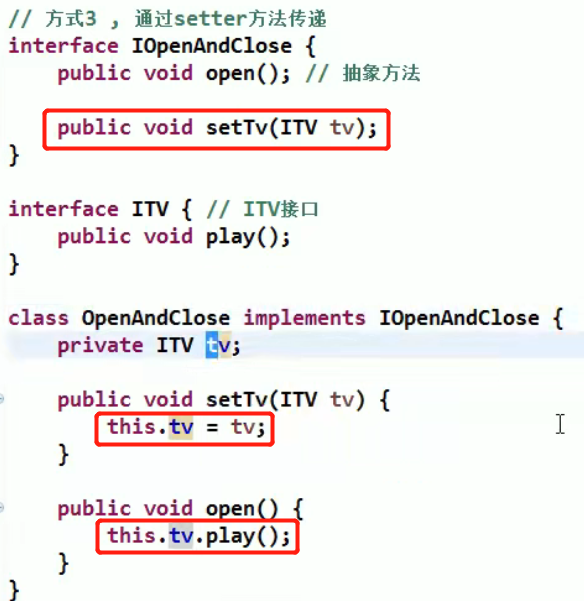 // 方式3 , 通过setter方法传递
interface IOpenAndClose {
public void open(); // 抽象方法
public void setTv(ITV tv);
}
interface ITV { // ITV接口
public void play();
}
class OpenAndClose implements IOpenAndClose {
private ITV tv;
public void setTv(ITV tv) {
this.tv = tv;
}
public void open() {
this.tv.play();
}
}